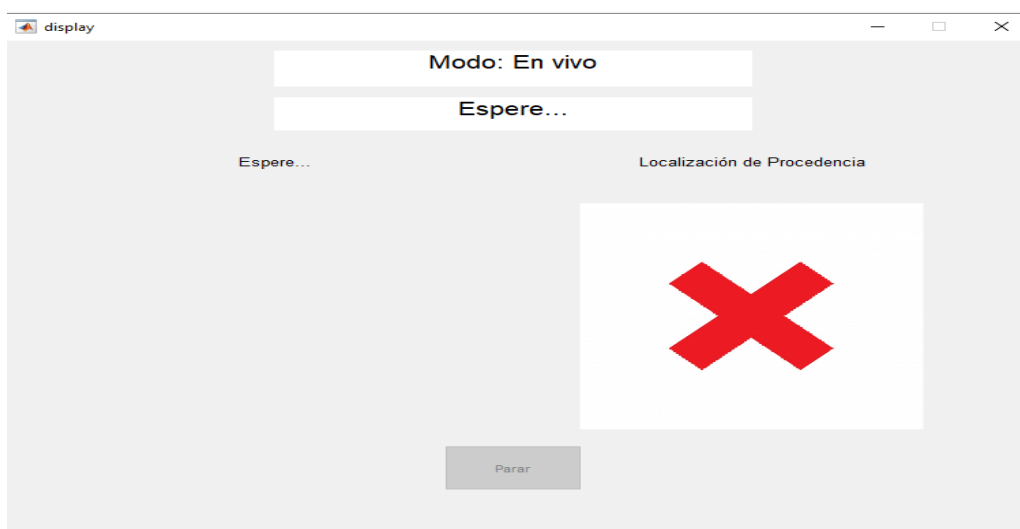 display
Modo: En vivo
Espere...
Espere...
Localización de Procedencia
Parar